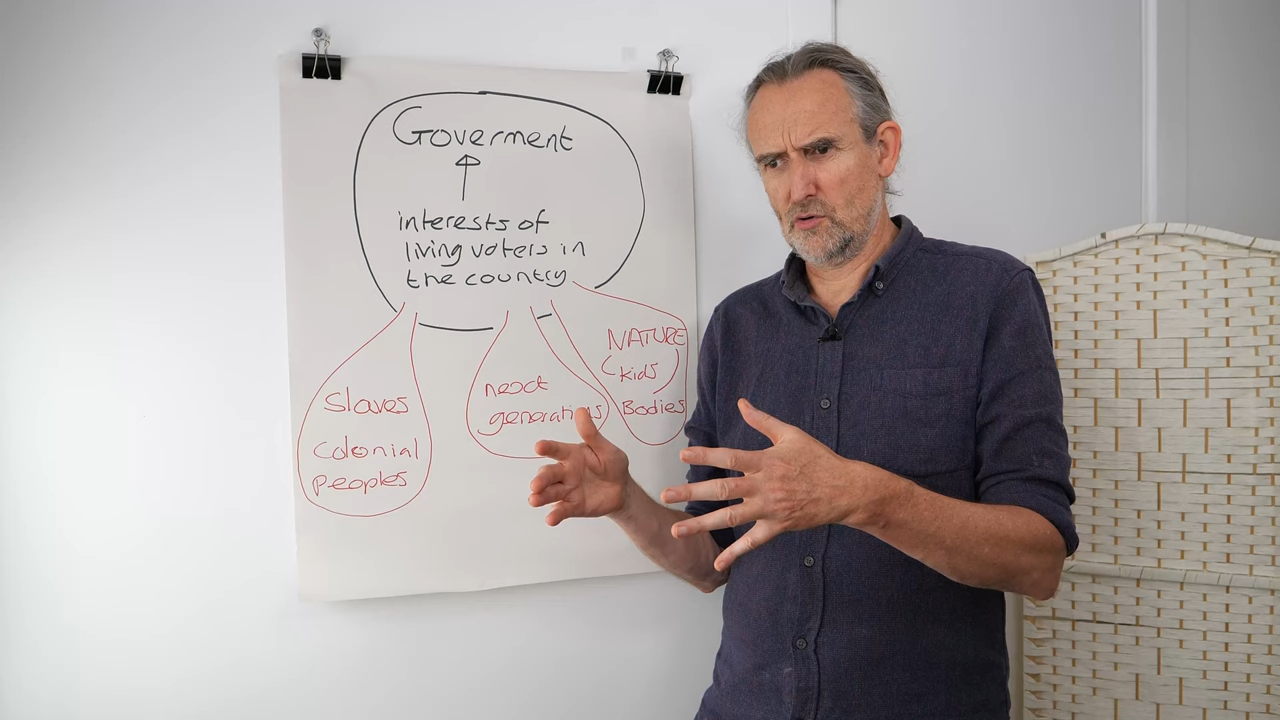 Goverment
interests of
living voters in
the country
Slaves
colonial
peoples
next
generations
NATURE
kids
Bodies